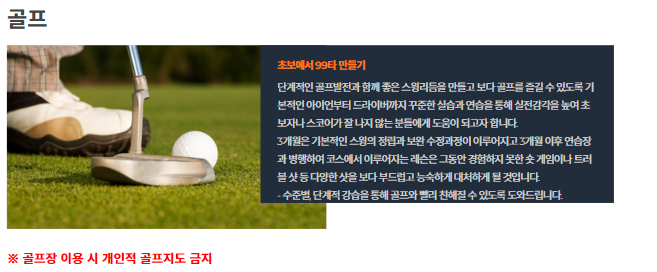 골프
초보에서 99타 만들기
단계적인 골프발전과 함께 좋은 스윙리듬을 만들고 보다 골프를 즐길 수 있도록 기
본적인 아이언부터 드라이버까지 꾸준한 실습과 연습을 통해 실전감각을 높여 초
보자나 스코어가 잘 나지 않는 분들에게 도움이 되고자 합니다.
3개월은 기본적인 스윙의 정립과 보완 수정과정이 이루어지고 3개월 이후 연습장
과 병행하여 코스에서 이루어지는 레슨은 그동안 경험하지 못한 숏 게임이나 트러
블 샷 등 다양한 샷을 보다 부드럽고 능숙하게 대처하게 될 것입니다.
- 수준별, 단계적 강습을 통해 골프와 빨리 친해질 수 있도록 도와드립니다.
※ 골프장 이용 시 개인적 골프지도 금지